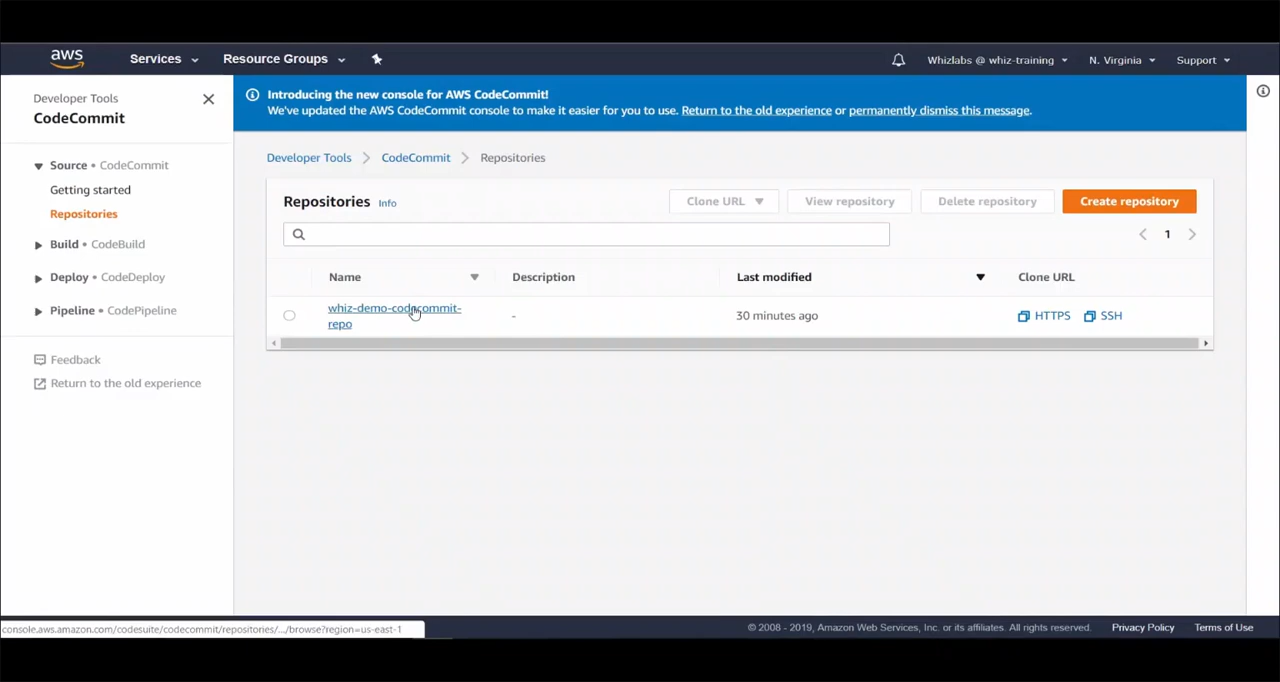 aws Services Resource Groups Whizlabs @ whiz-training N. Virginia Support
Developer Tools
CodeCommit
Introducing the new console for AWS CodeCommit!
We've updated the AWS CodeCommit console to make it easier for you to use. Return to the old experience or permanently dismiss this message.
Source • CodeCommit
Getting started
Repositories
Build • CodeBuild
Deploy • CodeDeploy
Pipeline • CodePipeline
Feedback
Return to the old experience
Developer Tools CodeCommit Repositories
Repositories Info Clone URL View repository Delete repository Create repository
1
Name Description Last modified Clone URL
whiz-demo-codecommit-
repo
- 30 minutes ago HTTPS SSH
console.aws.amazon.com/codesuite/codecommit/repositories/.../browse?region=us-east-1
© 2008 - 2019, Amazon Web Services, Inc. or its affiliates. All rights reserved. Privacy Policy Terms of Use